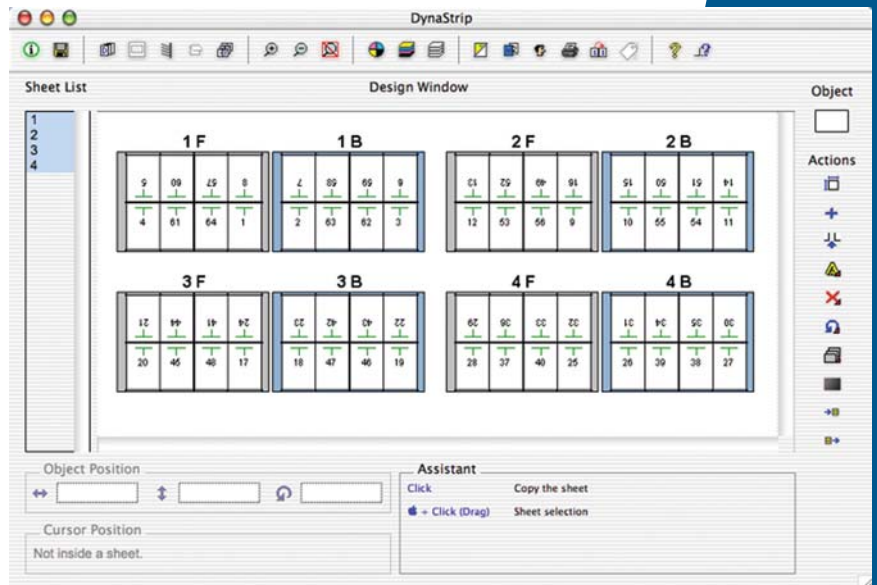 DynaStrip
Sheet List
Design Window
Object
Actions
1
2
3
4
1 F
1 B
2 F
2 B
5 60 57 8
7 58 59 6
13 52 49 16
15 50 51 14
4 61 64 1
2 63 62 3
12 53 56 9
10 55 54 11
3 F
3 B
4 F
4 B
21 44 41 24
23 42 43 22
29 36 33 32
31 34 35 30
20 45 48 17
18 47 46 19
28 37 40 25
26 39 38 27
Object Position
Cursor Position
Not inside a sheet.
Assistant
Click Copy the sheet
+ Click (Drag) Sheet selection